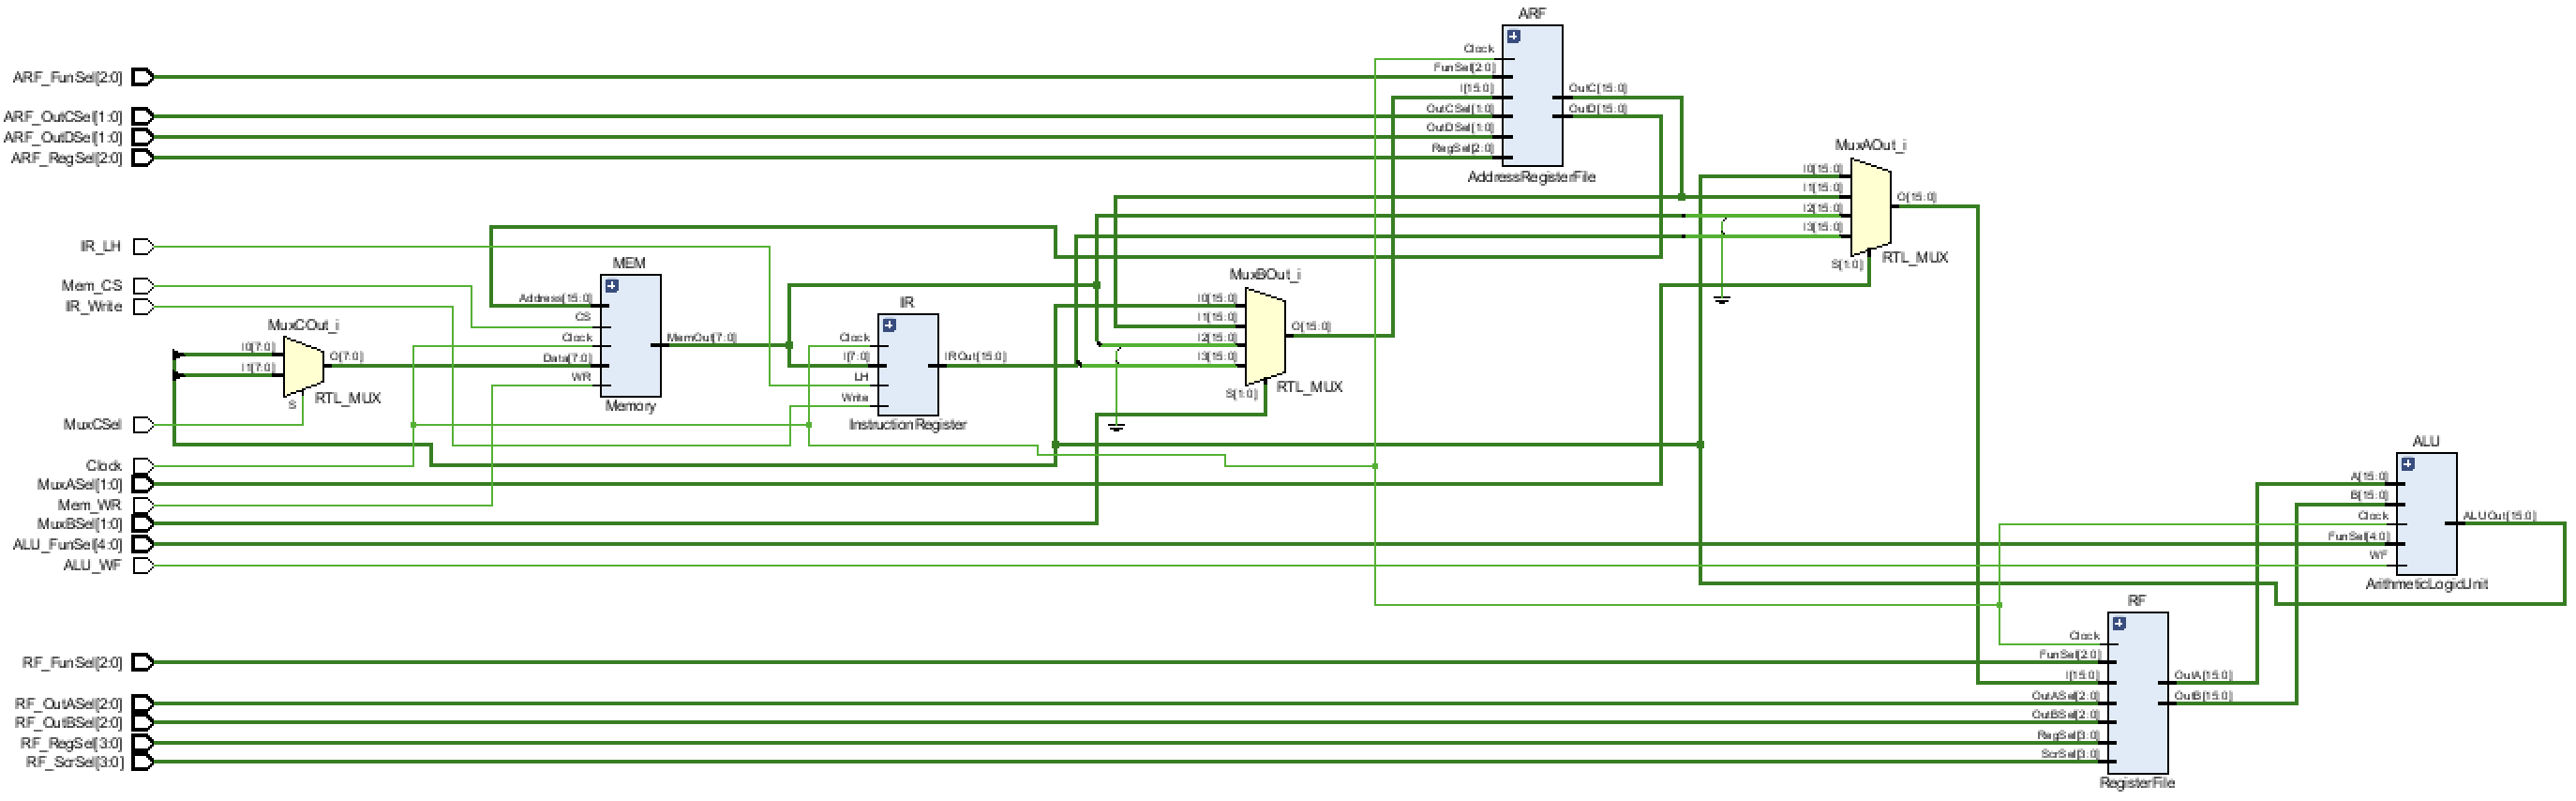 ARF_FunSel[2:0]
ARF_OutCSel[1:0]
ARF_OutDSel[1:0]
ARF_RegSel[2:0]
IR_LH
Mem_CS
IR_Write
MuxCSel
Clock
MuxASel[1:0]
Mem_WR
MuxBSel[1:0]
ALU_FunSel[4:0]
ALU_WF
RF_FunSel[2:0]
RF_OutASel[2:0]
RF_OutBSel[2:0]
RF_RegSel[3:0]
RF_ScrSel[3:0]
MuxCOut_i
I0[7:0]
I1[7:0]
O[7:0]
S
RTL_MUX
MEM
Address[15:0]
CS
Clock
Data[7:0]
WR
MemOut[7:0]
Memory
IR
Clock
I[7:0]
LH
Write
IROut[15:0]
InstructionRegister
MuxBOut_i
I0[15:0]
I1[15:0]
I2[15:0]
I3[15:0]
O[15:0]
S[1:0]
RTL_MUX
ARF
Clock
FunSel[2:0]
I[15:0]
OutCSel[1:0]
OutDSel[1:0]
RegSel[2:0]
OutC[15:0]
OutD[15:0]
AddressRegisterFile
MuxAOut_i
I0[15:0]
I1[15:0]
I2[15:0]
I3[15:0]
O[15:0]
S[1:0]
RTL_MUX
ALU
A[15:0]
B[15:0]
Clock
FunSel[4:0]
WF
ALUOut[15:0]
ArithmeticLogicUnit
RF
Clock
FunSel[2:0]
I[15:0]
OutASel[2:0]
OutBSel[2:0]
RegSel[3:0]
ScrSel[3:0]
OutA[15:0]
OutB[15:0]
RegisterFile